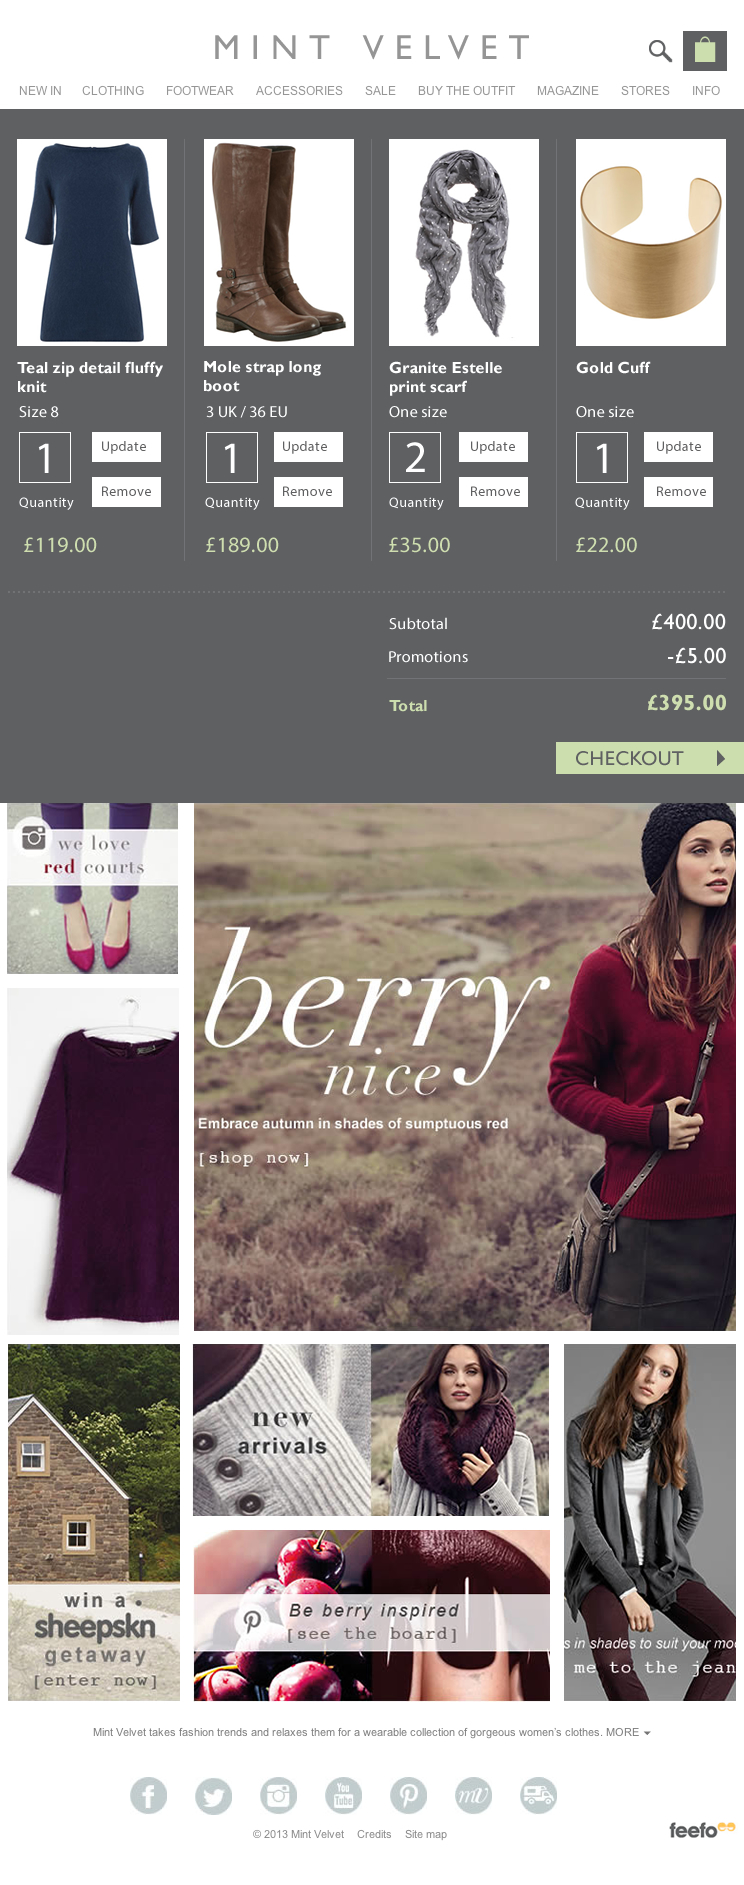 MINT VELVET
NEW IN CLOTHING FOOTWEAR ACCESSORIES SALE BUY THE OUTFIT MAGAZINE STORES INFO
Teal zip detail fluffy
knit
Size 8
1
Update
Remove
Quantity
£119.00
Mole strap long
boot
3 UK / 36 EU
1
Update
Remove
Quantity
£189.00
Granite Estelle
print scarf
One size
2
Update
Remove
Quantity
£35.00
Gold Cuff
One size
1
Update
Remove
Quantity
£22.00
Subtotal £400.00
Promotions -£5.00
Total £395.00
CHECKOUT
we love
red courts
berry
nice
Embrace autumn in shades of sumptuous red
[shop now]
new
arrivals
win a
sheepskn
getaway
[enter now]
Be berry inspired
[see the board]
s in shades to suit your moo
me to the jean
Mint Velvet takes fashion trends and relaxes them for a wearable collection of gorgeous women's clothes. MORE
You
Tube
mv
© 2013 Mint Velvet Credits Site map
feefo